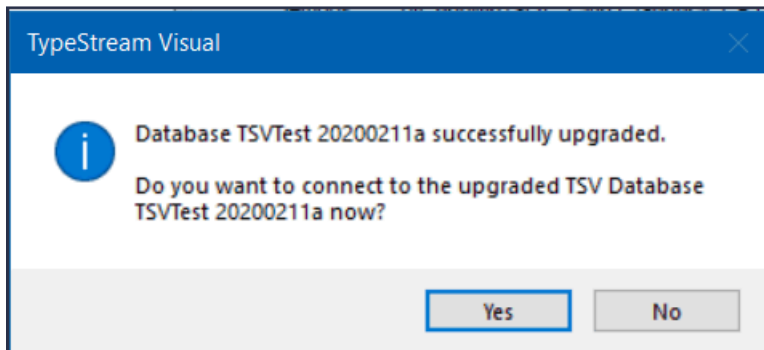 TypeStream Visual
Database TSVTest 20200211a successfully upgraded.
Do you want to connect to the upgraded TSV Database
TSVTest 20200211a now?
Yes
No